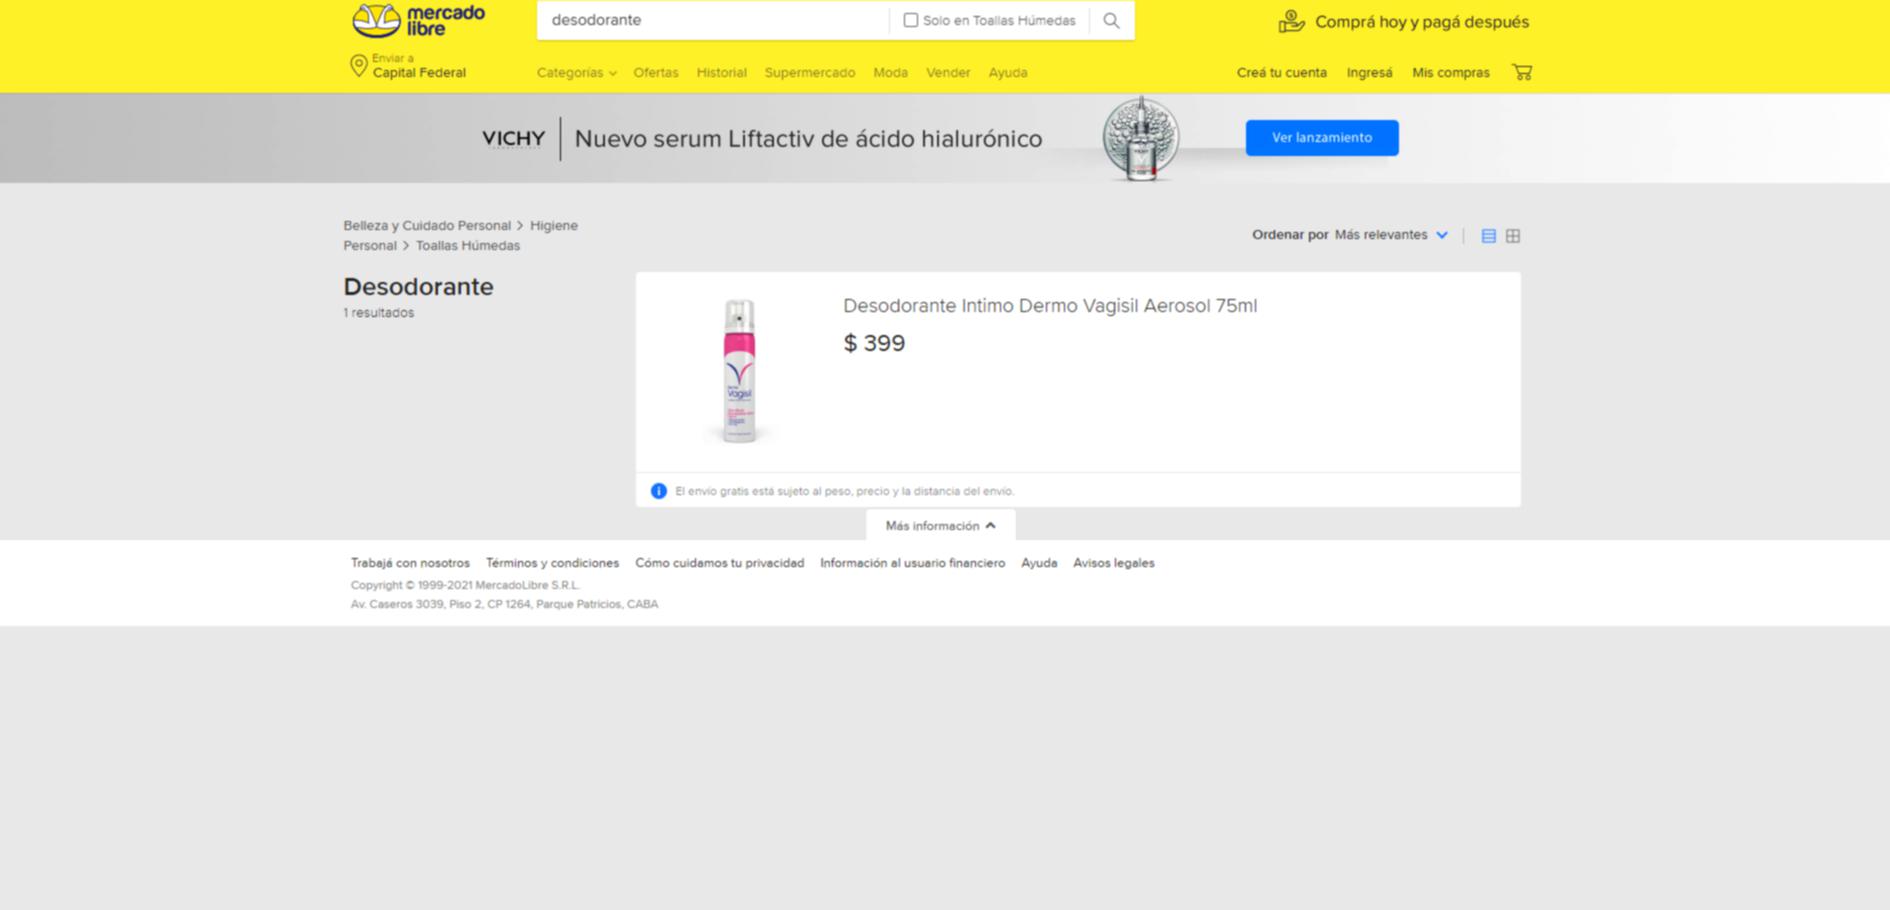 mercado
libre
desodorante
Solo en Toallas Húmedas
Comprá hoy y pagá después
Enviar a
Capital Federal
Categorías Ofertas Historial Supermercado Moda Vender Ayuda
Creá tu cuenta Ingresá Mis compras
VICHY
Nuevo serum Liftactiv de ácido hialurónico
VICHY
Ver lanzamiento
Belleza y Cuidado Personal > Higiene
Personal > Toallas Húmedas
Ordenar por Más relevantes
Desodorante
1 resultados
Desodorante Intimo Dermo Vagisil Aerosol 75ml
$ 399
Vagisil
El envío gratis está sujeto al peso, precio y la distancia del envío.
Más información
Trabajá con nosotros Términos y condiciones Cómo cuidamos tu privacidad Información al usuario financiero Ayuda Avisos legales
Copyright © 1999-2021 MercadoLibre S.R.L.
Av. Caseros 3039, Piso 2, CP 1264, Parque Patricios, CABA